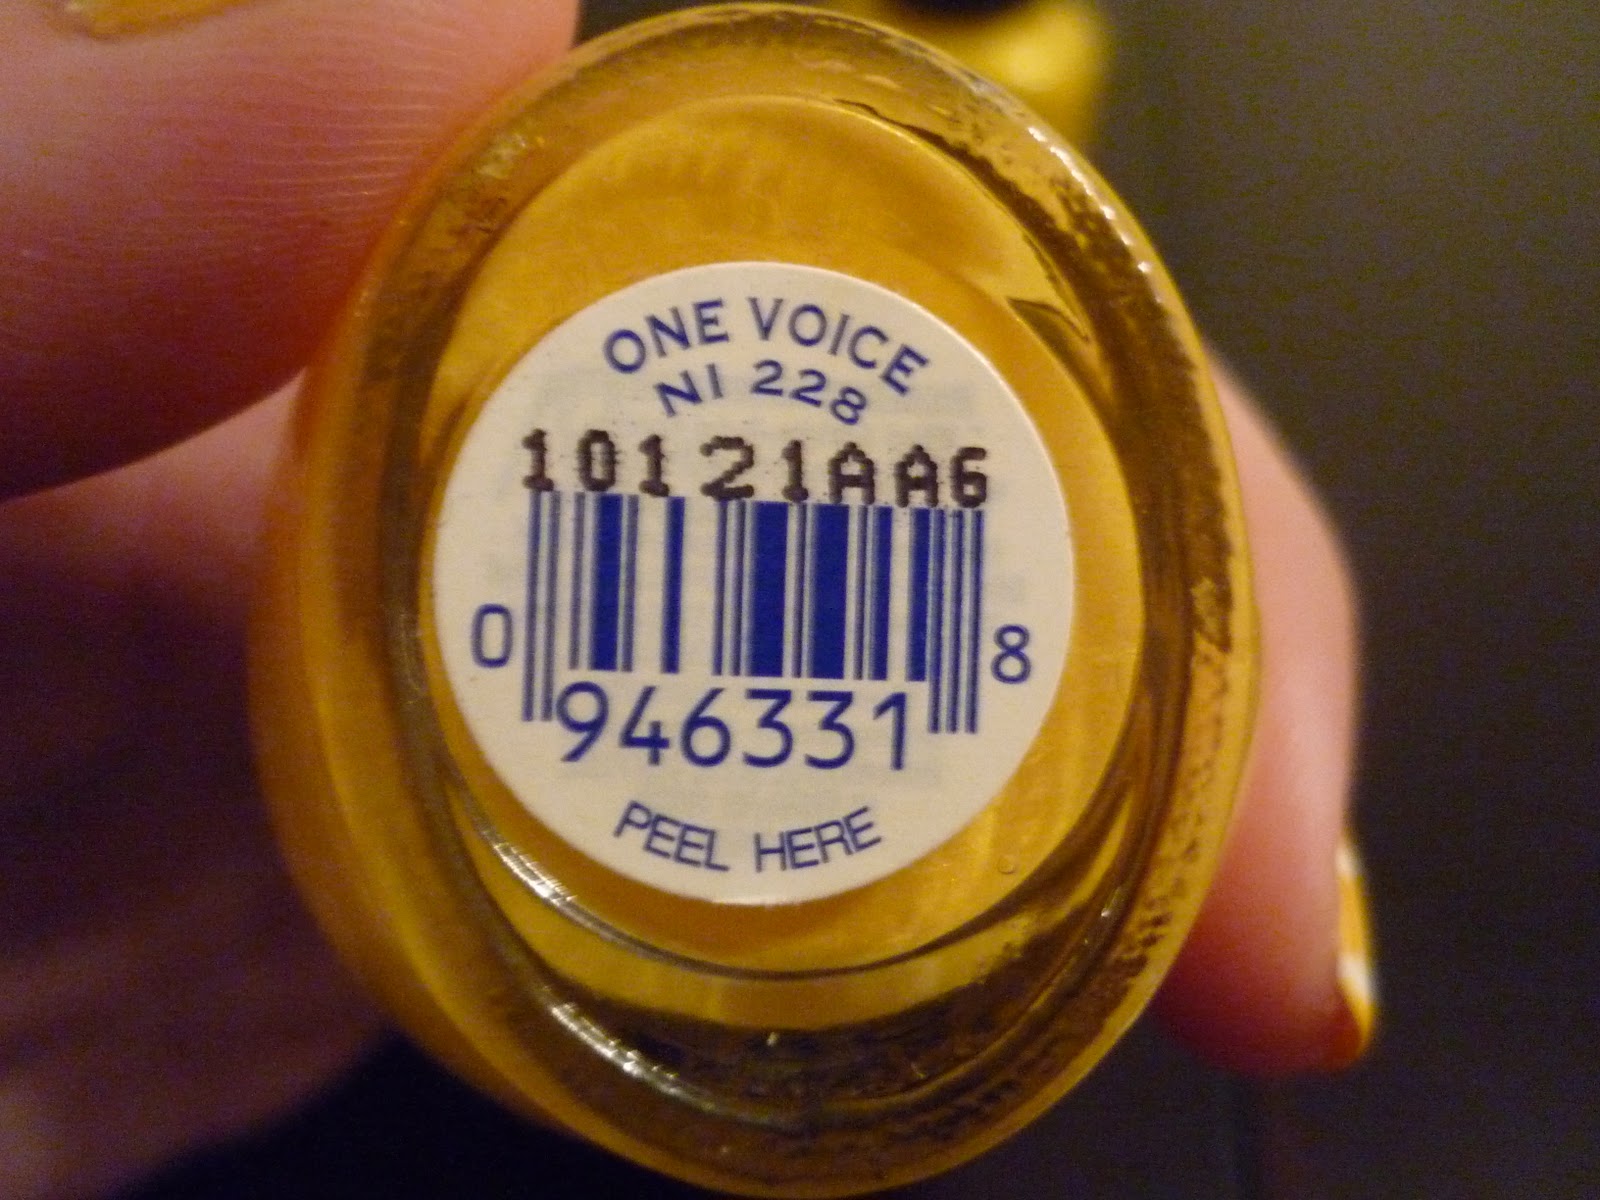 ONE VOICE
NI 228
10121AA6
0 946331 8
PEEL HERE